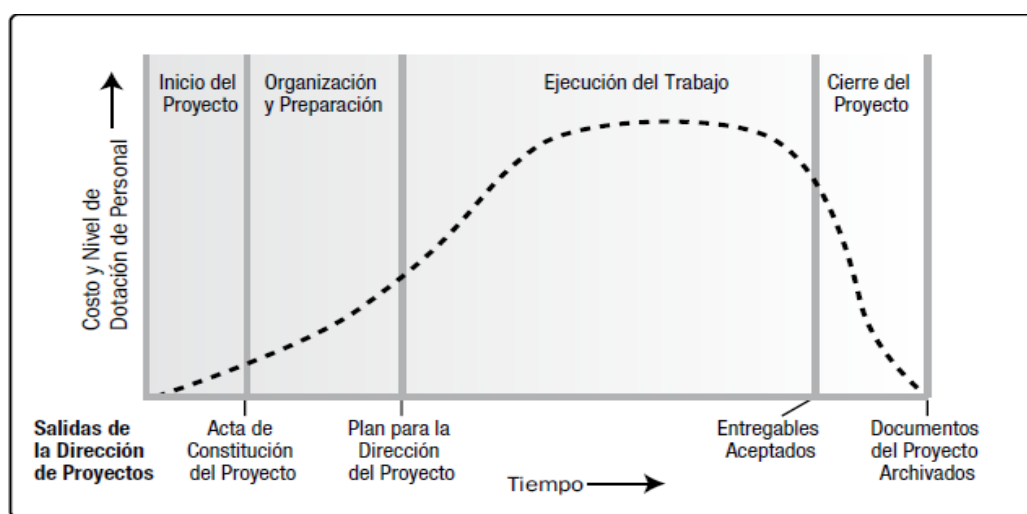 Inicio del
Proyecto
Organización
y Preparación
Ejecución del Trabajo
Cierre del
Proyecto
Costo y Nivel de
Dotación de Personal
Salidas de
la Dirección
de Proyectos
Acta de
Constitución
del Proyecto
Plan para la
Dirección
del Proyecto
Entregables
Aceptados
Documentos
del Proyecto
Archivados
Tiempo